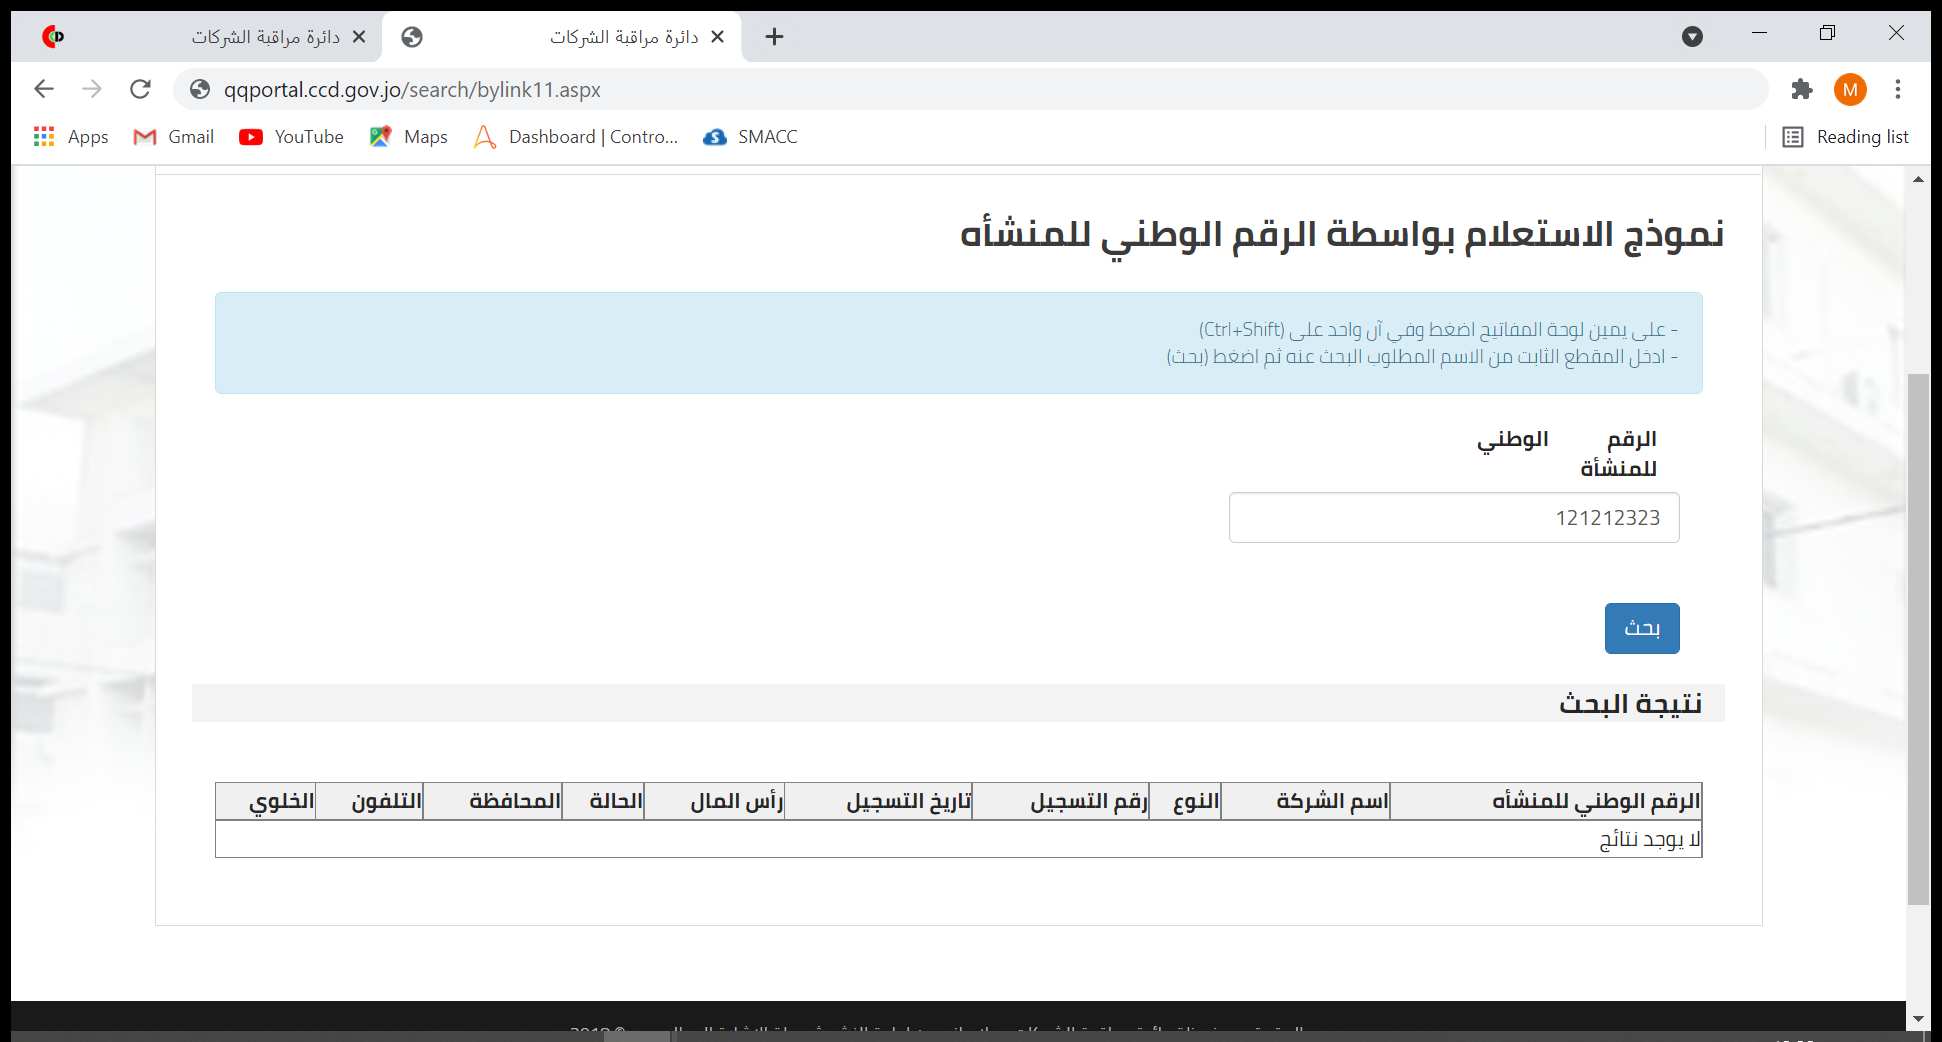 دائرة مراقبة الشركات
دائرة مراقبة الشركات
qqportal.ccd.gov.jo/search/bylink11.aspx
M
Apps
Gmail
YouTube
Maps
Dashboard | Contro...
SMACC
Reading list
نموذج الاستعلام بواسطة الرقم الوطني للمنشأه
- على يمين لوحة المفاتيح اضغط وفي آن واحد على (Ctrl+Shift)
- ادخل المقطع الثابت من الاسم المطلوب البحث عنه ثم اضغط (بحث)
الرقم الوطني
للمنشأة
121212323
بحث
نتيجة البحث
الرقم الوطني للمنشأه اسم الشركة النوع رقم التسجيل تاريخ التسجيل رأس المال الحالة المحافظة التلفون الخلوي
لا يوجد نتائج